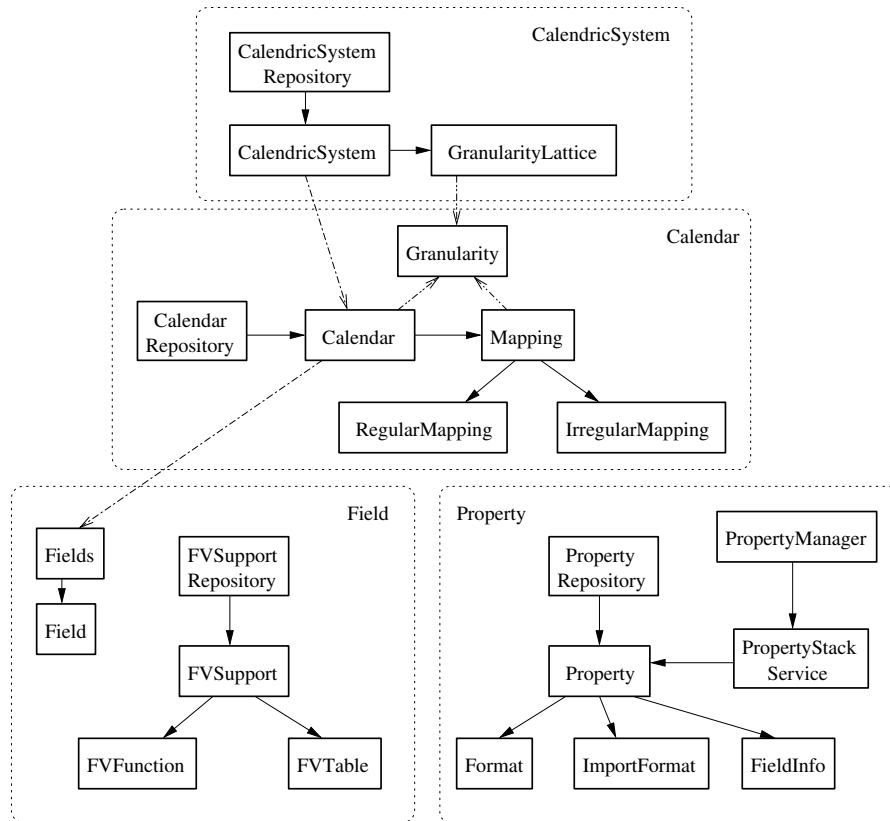 CalendricSystem
CalendricSystem
Repository
CalendricSystem
GranularityLattice
Calendar
Granularity
Calendar
Repository
Calendar
Mapping
RegularMapping
IrregularMapping
Field
Fields
FVSupport
Repository
Field
FVSupport
FVFunction
FVTable
Property
PropertyManager
Property
Repository
PropertyStack
Service
Property
Format
ImportFormat
FieldInfo